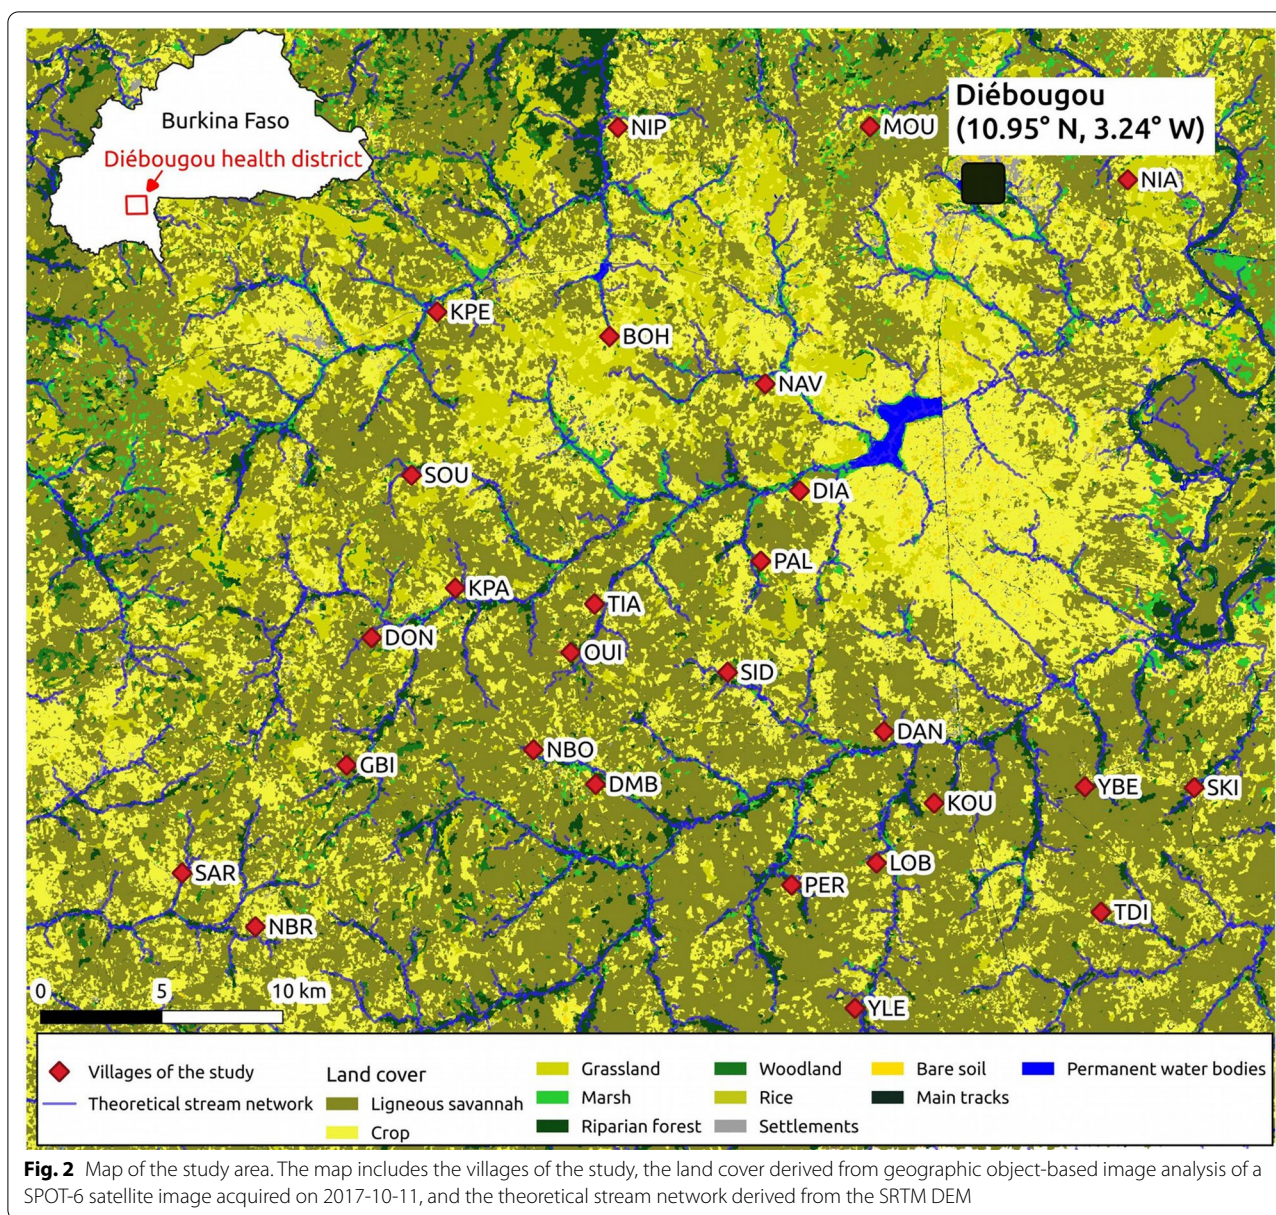 Diébougou
(10.95° N, 3.24° W)
Burkina Faso
Diébougou health district
NIP
MOU
NIA
KPE
BOH
NAV
SOU
DIA
PAL
KPA
TIA
DON
OUI
SID
DAN
NBO
GBI
DMB
YBE
SKI
KOU
LOB
SAR
PER
TDI
NBR
YLE
0 5 10 km
Villages of the study
Theoretical stream network
Land cover
Ligneous savannah
Crop
Grassland
Marsh
Riparian forest
Woodland
Rice
Settlements
Bare soil
Main tracks
Permanent water bodies
Fig. 2 Map of the study area. The map includes the villages of the study, the land cover derived from geographic object-based image analysis of a
SPOT-6 satellite image acquired on 2017-10-11, and the theoretical stream network derived from the SRTM DEM